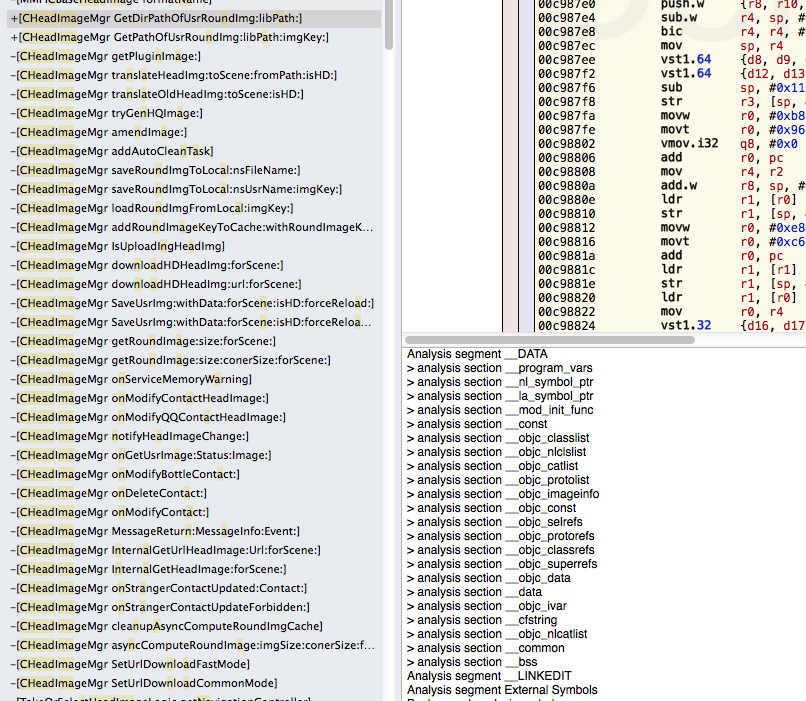 +[CHeadImageMgr GetDirPathOfUsrRoundImg:libPath:]
+[CHeadImageMgr GetPathOfUsrRoundImg:libPath:imgKey:]
-[CHeadImageMgr getPluginImage:]
-[CHeadImageMgr translateHeadImg:toScene:fromPath:isHD:]
-[CHeadImageMgr translateOldHeadImg:toScene:isHD:]
-[CHeadImageMgr tryGenHQImage:]
-[CHeadImageMgr amendImage:]
-[CHeadImageMgr addAutoCleanTask]
-[CHeadImageMgr saveRoundImgToLocal:nsFileName:]
-[CHeadImageMgr saveRoundImgToLocal:nsUsrName:imgKey:]
-[CHeadImageMgr loadRoundImgFromLocal:imgKey:]
-[CHeadImageMgr addRoundImageKeyToCache:withRoundImageK...
-[CHeadImageMgr IsUploadIngHeadImg]
-[CHeadImageMgr downloadHDHeadImg:forScene:]
-[CHeadImageMgr downloadHDHeadImg:url:forScene:]
-[CHeadImageMgr SaveUsrImg:withData:forScene:isHD:forceReload:]
-[CHeadImageMgr SaveUsrImg:withData:forScene:isHD:forceReloa...
-[CHeadImageMgr getRoundImage:size:forScene:]
-[CHeadImageMgr getRoundImage:size:conerSize:forScene:]
-[CHeadImageMgr onServiceMemoryWarning]
-[CHeadImageMgr onModifyContactHeadImage:]
-[CHeadImageMgr onModifyQQContactHeadImage:]
-[CHeadImageMgr notifyHeadImageChange:]
-[CHeadImageMgr onGetUsrImage:Status:Image:]
-[CHeadImageMgr onModifyBottleContact:]
-[CHeadImageMgr onDeleteContact:]
-[CHeadImageMgr onModifyContact:]
-[CHeadImageMgr MessageReturn:MessageInfo:Event:]
-[CHeadImageMgr InternalGetUrlHeadImage:Url:forScene:]
-[CHeadImageMgr InternalGetHeadImage:forScene:]
-[CHeadImageMgr onStrangerContactUpdated:Contact:]
-[CHeadImageMgr onStrangerContactUpdateForbidden:]
-[CHeadImageMgr cleanupAsyncComputeRoundImgCache]
-[CHeadImageMgr asyncComputeRoundImage:imgSize:conerSize:f...
-[CHeadImageMgr SetUrlDownloadFastMode]
-[CHeadImageMgr SetUrlDownloadCommonMode]
00c987e0 push.w {r8, r10,
00c987e4 sub.w r4, sp, #
00c987e8 bic r4, r4, #
00c987ec mov sp, r4
00c987ee vst1.64 {d8, d9,
00c987f2 vst1.64 {d12, d13
00c987f6 sub sp, #0x11
00c987f8 str r3, [sp,
00c987fa movw r0, #0xb8
00c987fe movt r0, #0x96
00c98802 vmov.i32 q8, #0x0
00c98806 add r0, pc
00c98808 mov r4, r2
00c9880a add.w r8, sp, #
00c9880e ldr r1, [r0]
00c98810 str r1, [sp,
00c98812 movw r0, #0xe8
00c98816 movt r0, #0xc6
00c9881a add r0, pc
00c9881c ldr r1, [r1]
00c9881e str r1, [sp,
00c98820 ldr r1, [r0]
00c98822 mov r0, r4
00c98824 vst1.32 {d16, d17
Analysis segment __DATA
> analysis section __program_vars
> analysis section __nl_symbol_ptr
> analysis section __la_symbol_ptr
> analysis section __mod_init_func
> analysis section __const
> analysis section __objc_classlist
> analysis section __objc_nlclslist
> analysis section __objc_catlist
> analysis section __objc_protolist
> analysis section __objc_imageinfo
> analysis section __objc_const
> analysis section __objc_selrefs
> analysis section __objc_protorefs
> analysis section __objc_classrefs
> analysis section __objc_superrefs
> analysis section __objc_data
> analysis section __data
> analysis section __objc_ivar
> analysis section __cfstring
> analysis section __objc_nlcatlist
> analysis section __common
> analysis section __bss
Analysis segment __LINKEDIT
Analysis segment External Symbols